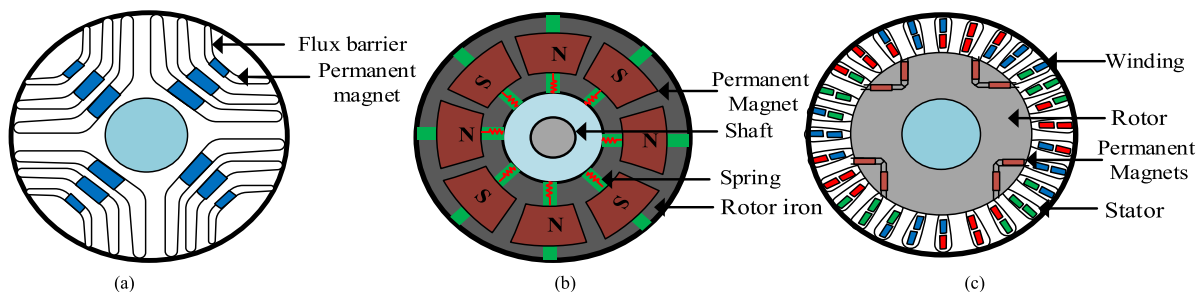 Flux barrier
Permanent
magnet
(a)
N
S
S
N
N
S
S
N
Permanent
Magnet
Shaft
Spring
Rotor iron
(b)
Winding
Rotor
Permanent
Magnets
Stator
(c)